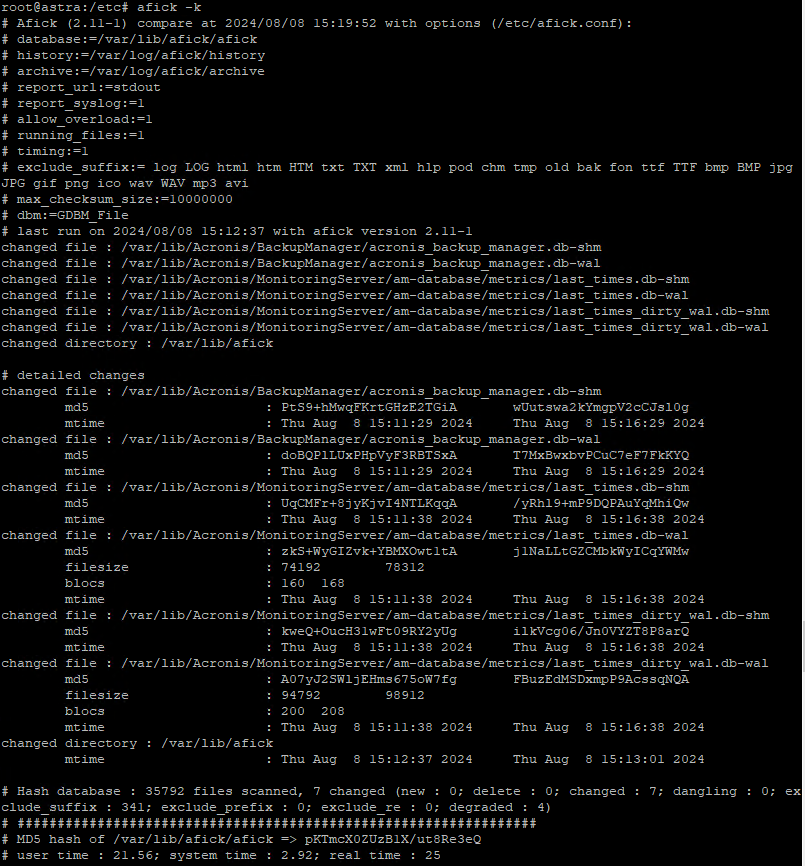 root@astra:/etc# afick -k
# Afick (2.11-1) compare at 2024/08/08 15:19:52 with options (/etc/afick.conf):
# database:=/var/lib/afick/afick
# history:=/var/log/afick/history
# archive:=/var/log/afick/archive
# report_url:=stdout
# report_syslog:=1
# allow_overload:=1
# running_files:=1
# timing:=1
# exclude_suffix:= log LOG html htm HTM txt TXT xml hlp pod chm tmp old bak fon ttf TTF bmp BMP jpg
JPG gif png ico wav WAV mp3 avi
# max_checksum_size:=10000000
# dbm:=GDBM_File
# last run on 2024/08/08 15:12:37 with afick version 2.11-1
changed file : /var/lib/Acronis/BackupManager/acronis_backup_manager.db-shm
changed file : /var/lib/Acronis/BackupManager/acronis_backup_manager.db-wal
changed file : /var/lib/Acronis/MonitoringServer/am-database/metrics/last_times.db-shm
changed file : /var/lib/Acronis/MonitoringServer/am-database/metrics/last_times.db-wal
changed file : /var/lib/Acronis/MonitoringServer/am-database/metrics/last_times_dirty_wal.db-shm
changed file : /var/lib/Acronis/MonitoringServer/am-database/metrics/last_times_dirty_wal.db-wal
changed directory : /var/lib/afick
# detailed changes
changed file : /var/lib/Acronis/BackupManager/acronis_backup_manager.db-shm
md5 : PtS9+hMwqFKrtGHzE2TGiA wUutswa2kYmgpV2cCJsl0g
mtime : Thu Aug 8 15:11:29 2024 Thu Aug 8 15:16:29 2024
changed file : /var/lib/Acronis/BackupManager/acronis_backup_manager.db-wal
md5 : doBQPlLUxPHpVyF3RBTSxA T7MxBwxbvPCuC7eF7FkKYQ
mtime : Thu Aug 8 15:11:29 2024 Thu Aug 8 15:16:29 2024
changed file : /var/lib/Acronis/MonitoringServer/am-database/metrics/last_times.db-shm
md5 : UqCMFr+8jyKjvI4NTLKqqA /yRhl9+mP9DQPAuYqMhiQw
mtime : Thu Aug 8 15:11:38 2024 Thu Aug 8 15:16:38 2024
changed file : /var/lib/Acronis/MonitoringServer/am-database/metrics/last_times.db-wal
md5 : zkS+WyGIZvk+YBMXOwt1tA j1NaLLtGZCMbkWyICqYWMw
filesize : 74192 78312
blocs : 160 168
mtime : Thu Aug 8 15:11:38 2024 Thu Aug 8 15:16:38 2024
changed file : /var/lib/Acronis/MonitoringServer/am-database/metrics/last_times_dirty_wal.db-shm
md5 : kweQ+OucH3lwFt09RY2yUg ilkVcg06/Jn0VYZT8P8arQ
mtime : Thu Aug 8 15:11:38 2024 Thu Aug 8 15:16:38 2024
changed file : /var/lib/Acronis/MonitoringServer/am-database/metrics/last_times_dirty_wal.db-wal
md5 : A07yJ2SWljEHms675oW7fg FBuzEdMSDxmpP9AcssqNQA
filesize : 94792 98912
blocs : 200 208
mtime : Thu Aug 8 15:11:38 2024 Thu Aug 8 15:16:38 2024
changed directory : /var/lib/afick
mtime : Thu Aug 8 15:12:37 2024 Thu Aug 8 15:13:01 2024
# Hash database : 35792 files scanned, 7 changed (new : 0; delete : 0; changed : 7; dangling : 0; ex
clude_suffix : 341; exclude_prefix : 0; exclude_re : 0; degraded : 4)
# #################################################################
# MD5 hash of /var/lib/afick/afick => pKTmcX0ZUzB1X/ut8Re3eQ
# user time : 21.56; system time : 2.92; real time : 25